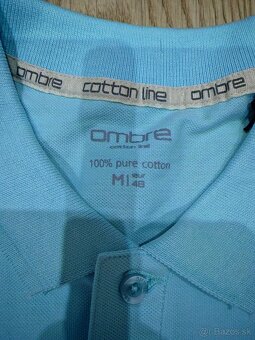 ombre cotton line ombre
ombre
100% pure cotton
M | 48
Bazos.sk